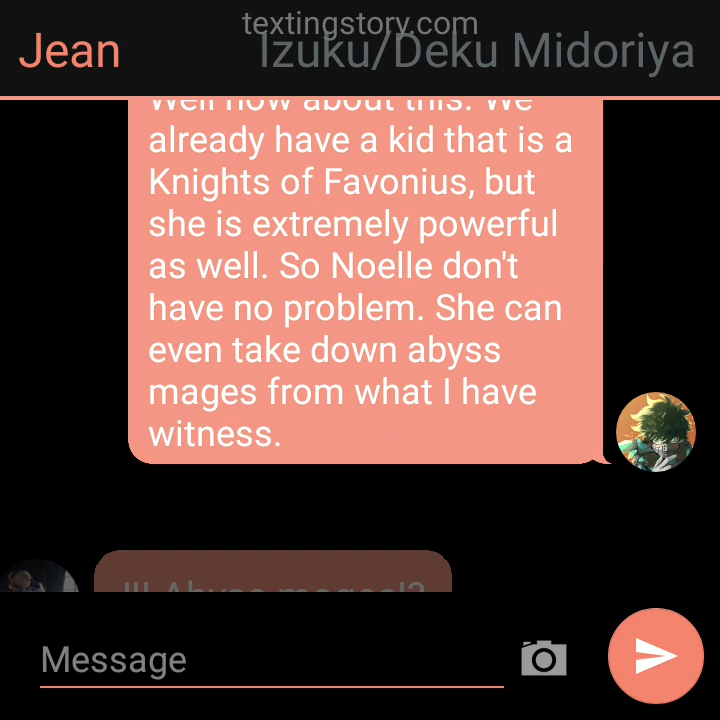 textingstory.com
Jean
Izuku/Deku Midoriya
Well how about this. We
already have a kid that is a
Knights of Favonius, but
she is extremely powerful
as well. So Noelle don't
have no problem. She can
even take down abyss
mages from what I have
witness.
!!! Abyss mages!?
Message